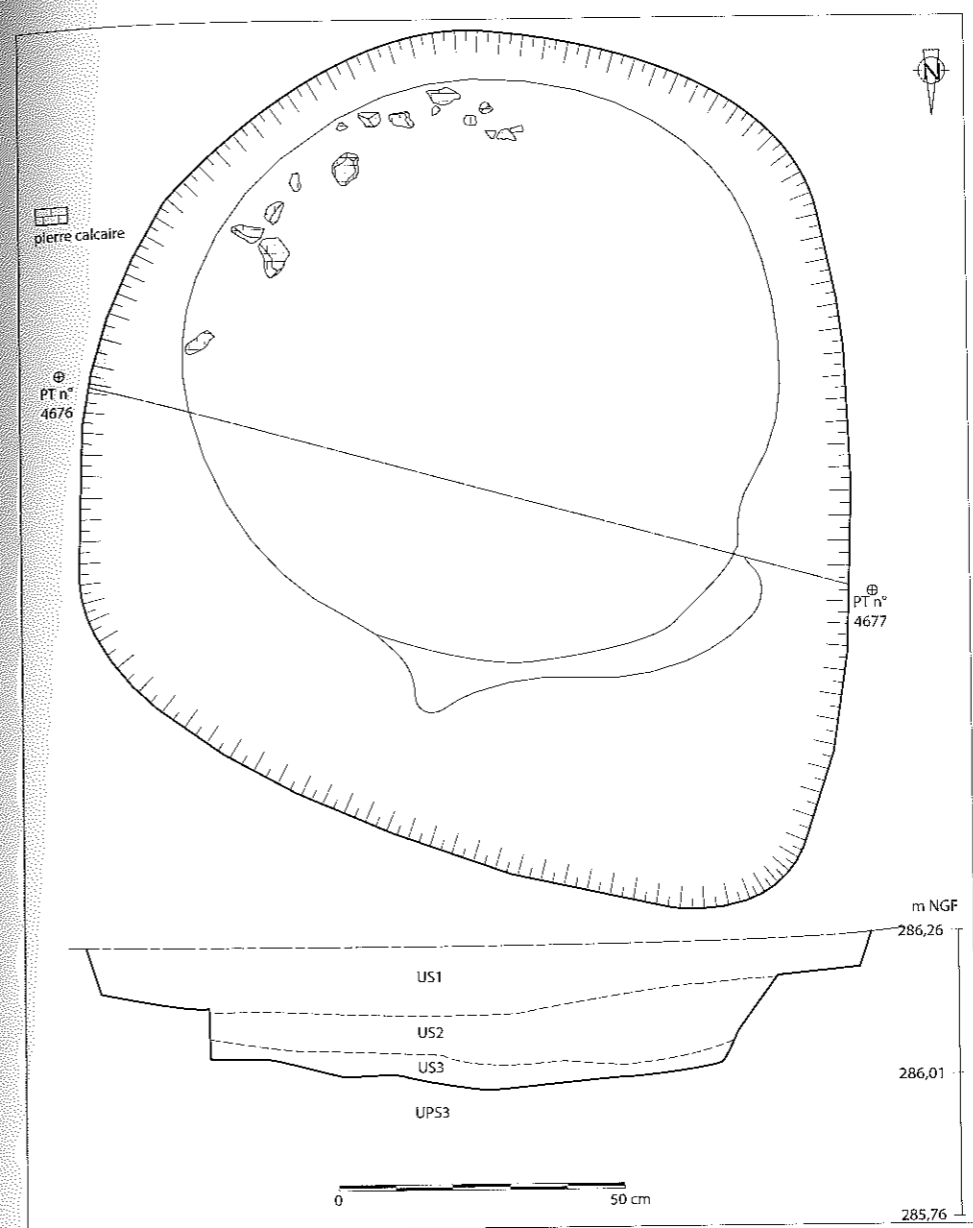 N
pierre calcaire
PT n°
4676
PT n°
4677
m NGF
286,26
US1
US2
US3
286,01
UPS3
0
50 cm
285,76